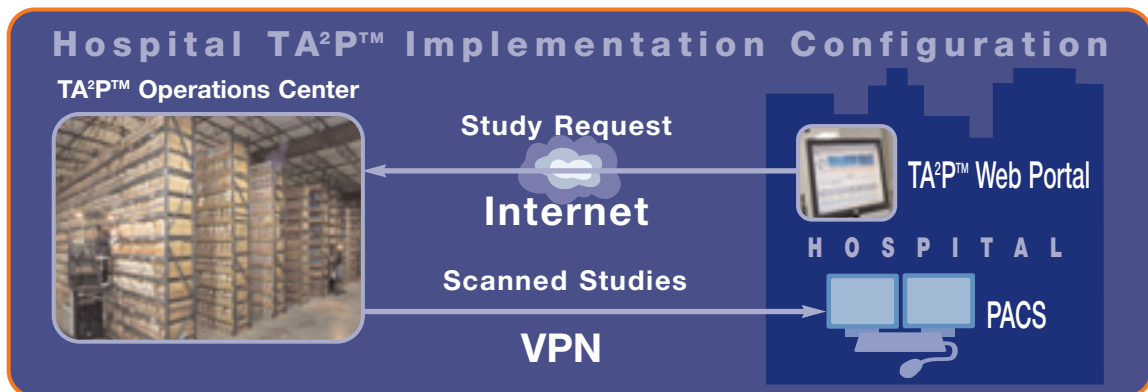 Hospital TA²P™ Implementation Configuration
TA²P™ Operations Center
Study Request
Internet
Scanned Studies
VPN
TA²P™ Web Portal
HOSPITAL
PACS